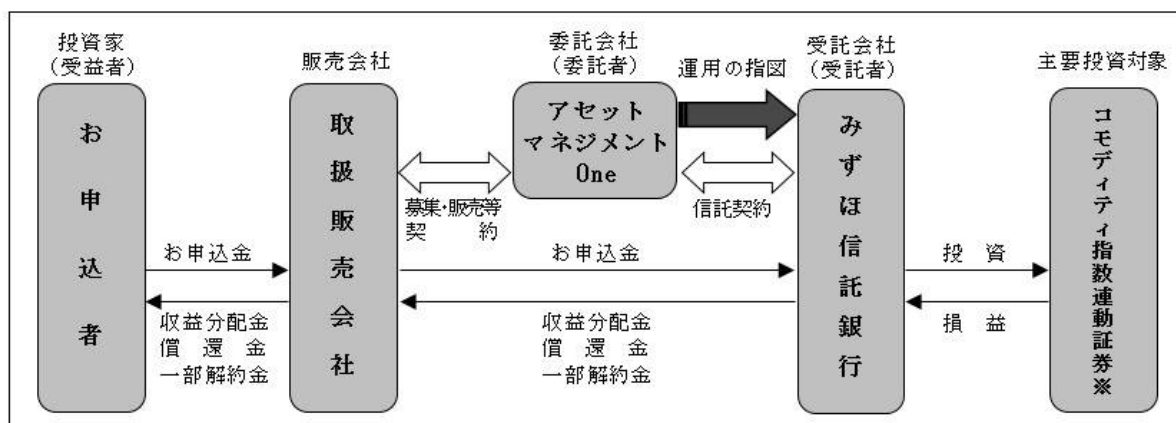 投資家
(受益者)
お申込者
販売会社
取扱販売会社
委託会社
(委託者)
アセット
マネジメント
One
運用の指図
受託会社
(受託者)
みずほ信託銀行
主要投資対象
コモディティ指数連動証券※
募集・販売等
契　約
信託契約
お申込金
収益分配金
償　還　金
一部解約金
お申込金
収益分配金
償　還　金
一部解約金
投　資
損　益